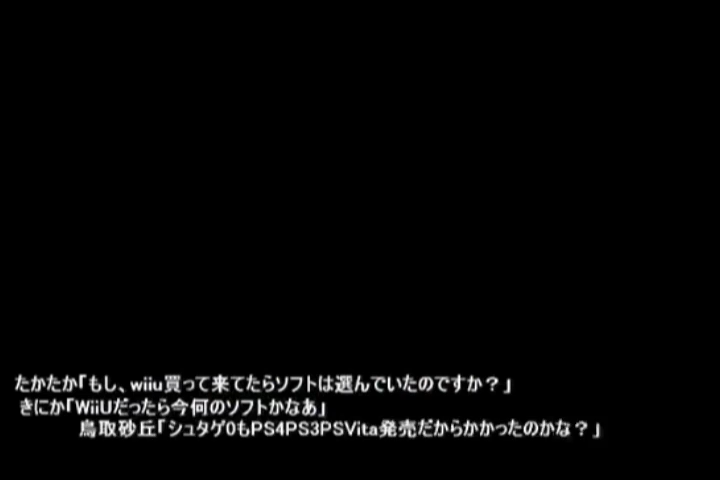 たかたか「もし、wiiu買って来てたらソフトは選んでいたのですか？」
きにか「WiiUだったら今何のソフトかなあ」
鳥取砂丘「シュタゲ0もPS4PS3PSVita発売だからかかったのかな？」